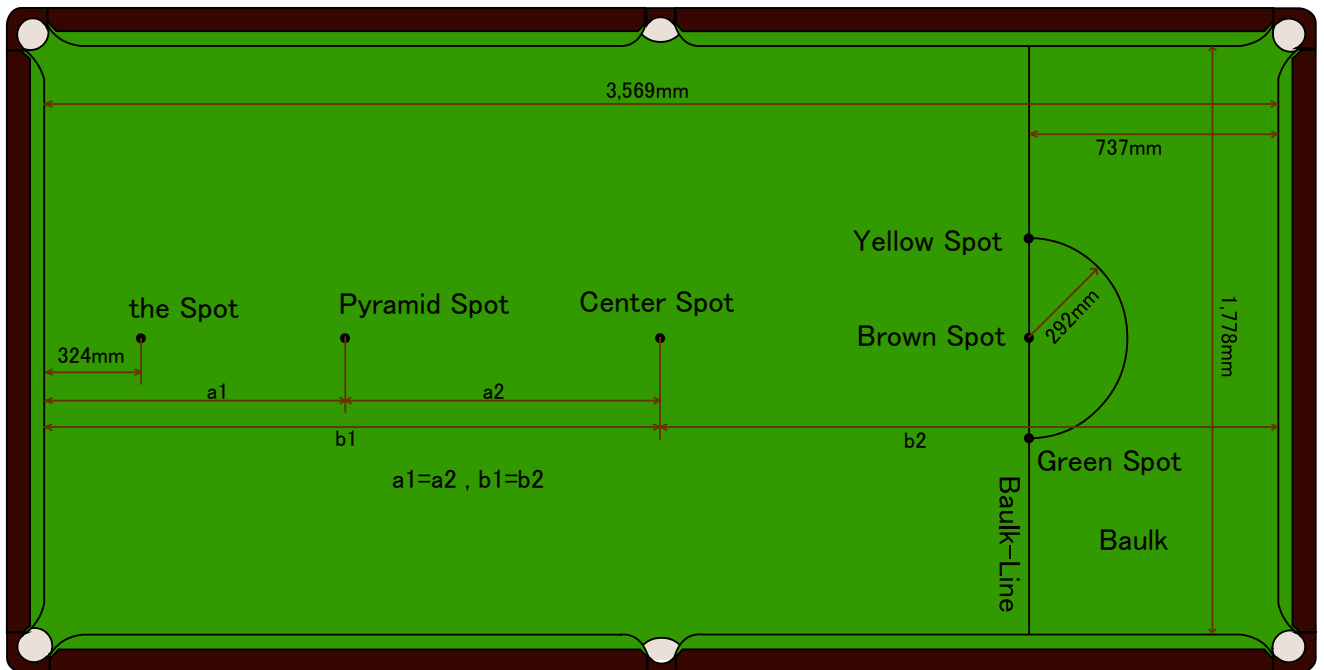 3,569mm
737mm
Yellow Spot
the Spot
Pyramid Spot
Center Spot
Brown Spot
292mm
1,778mm
324mm
a1
a2
b1
b2
a1=a2 , b1=b2
Green Spot
Baulk-Line
Baulk